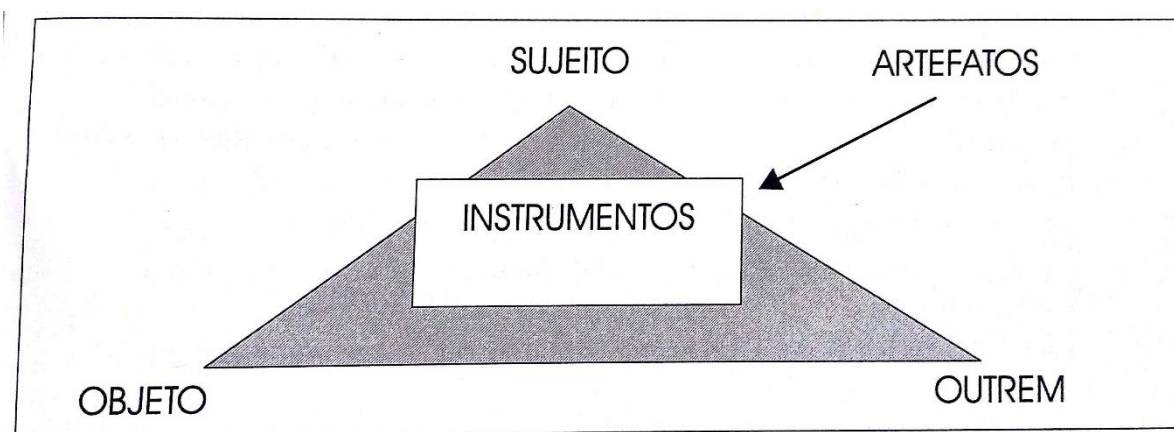 SUJEITO
ARTEFATOS
INSTRUMENTOS
OBJETO
OUTREM